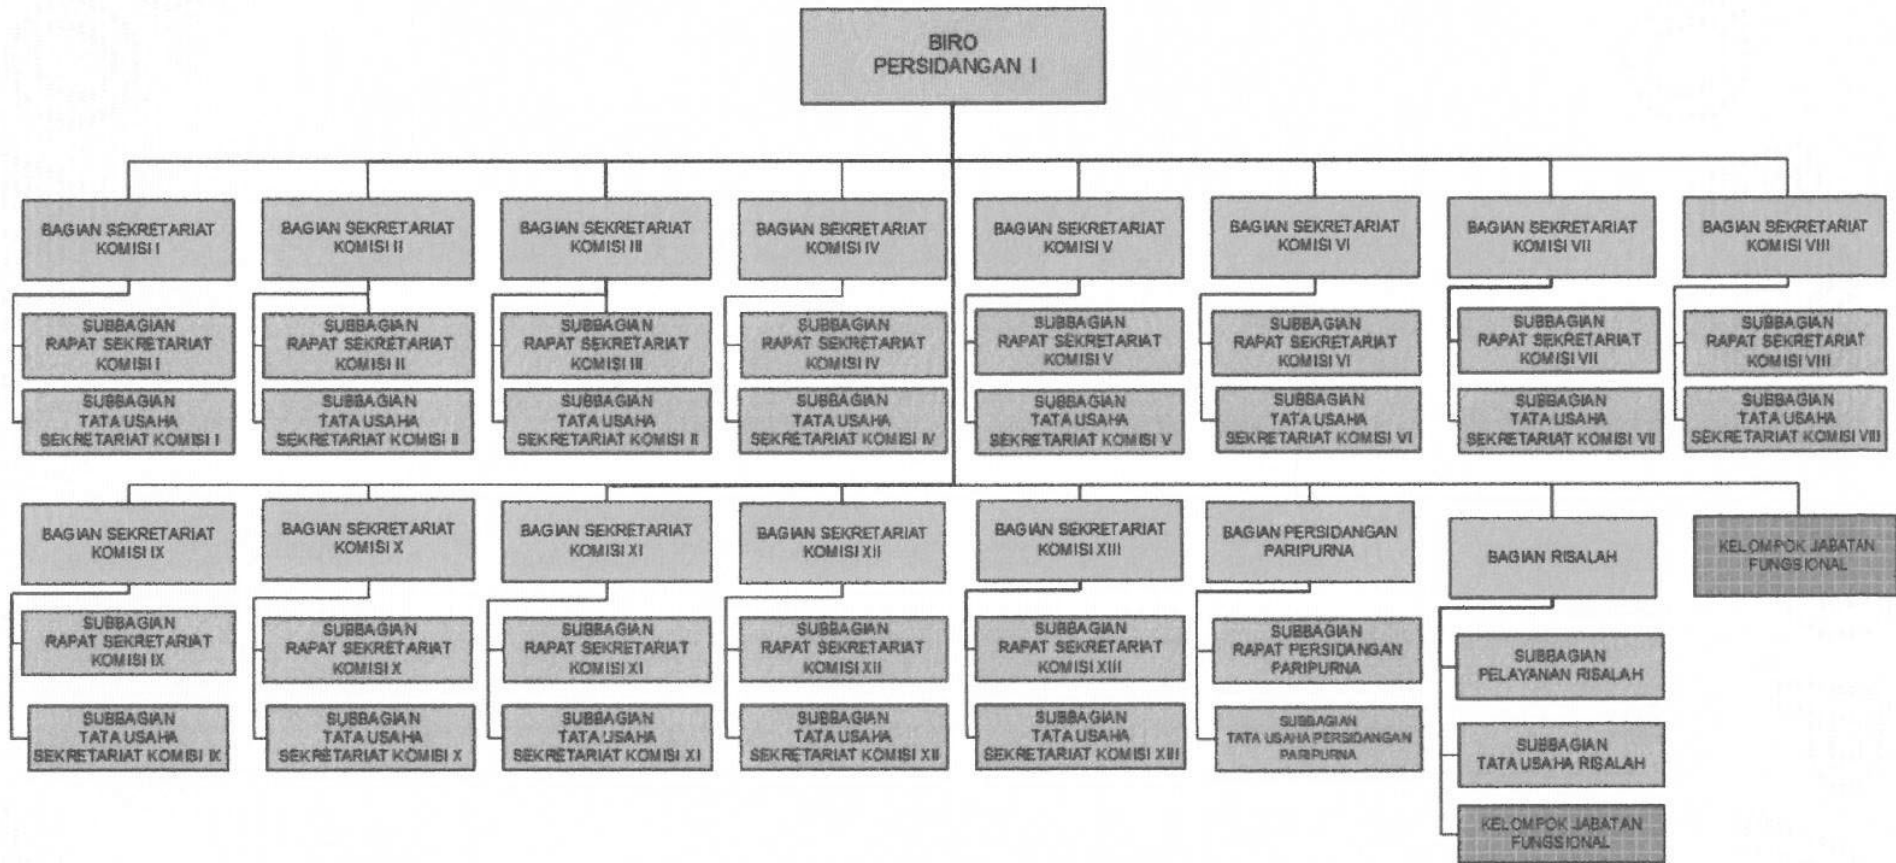 BIRO
PERSIDANGAN I
BAGIAN SEKRETARIAT
KOMISI I
BAGIAN SEKRETARIAT
KOMISI II
BAGIAN SEKRETARIAT
KOMISI III
BAGIAN SEKRETARIAT
KOMISI IV
BAGIAN SEKRETARIAT
KOMISI V
BAGIAN SEKRETARIAT
KOMISI VI
BAGIAN SEKRETARIAT
KOMISI VII
BAGIAN SEKRETARIAT
KOMISI VIII
SUBBAGIAN
RAPAT SEKRETARIAT
KOMISI I
SUBBAGIAN
RAPAT SEKRETARIAT
KOMISI II
SUBBAGIAN
RAPAT SEKRETARIAT
KOMISI III
SUBBAGIAN
RAPAT SEKRETARIAT
KOMISI IV
SUBBAGIAN
RAPAT SEKRETARIAT
KOMISI V
SUBBAGIAN
RAPAT SEKRETARIAT
KOMISI VI
SUBBAGIAN
RAPAT SEKRETARIAT
KOMISI VII
SUBBAGIAN
RAPAT SEKRETARIAT
KOMISI VIII
SUBBAGIAN
TATA USAHA
SEKRETARIAT KOMISI I
SUBBAGIAN
TATA USAHA
SEKRETARIAT KOMISI II
SUBBAGIAN
TATA USAHA
SEKRETARIAT KOMISI II
SUBBAGIAN
TATA USAHA
SEKRETARIAT KOMISI IV
SUBBAGIAN
TATA USAHA
SEKRETARIAT KOMISI V
SUBBAGIAN
TATA USAHA
SEKRETARIAT KOMISI VI
SUBBAGIAN
TATA USAHA
SEKRETARIAT KOMISI VII
SUBBAGIAN
TATA USAHA
SEKRETARIAT KOMISI VIII
BAGIAN SEKRETARIAT
KOMISI IX
BAGIAN SEKRETARIAT
KOMISI X
BAGIAN SEKRETARIAT
KOMISI XI
BAGIAN SEKRETARIAT
KOMISI XII
BAGIAN SEKRETARIAT
KOMISI XIII
BAGIAN PERSIDANGAN
PARIPURNA
BAGIAN RISALAH
KELOMPOK JABATAN
FUNGSIONAL
SUBBAGIAN
RAPAT SEKRETARIAT
KOMISI IX
SUBBAGIAN
RAPAT SEKRETARIAT
KOMISI X
SUBBAGIAN
RAPAT SEKRETARIAT
KOMISI XI
SUBBAGIAN
RAPAT SEKRETARIAT
KOMISI XII
SUBBAGIAN
RAPAT SEKRETARIAT
KOMISI XIII
SUBBAGIAN
RAPAT PERSIDANGAN
PARIPURNA
SUBBAGIAN
PELAYANAN RISALAH
SUBBAGIAN
TATA USAHA
SEKRETARIAT KOMISI IX
SUBBAGIAN
TATA USAHA
SEKRETARIAT KOMISI X
SUBBAGIAN
TATA USAHA
SEKRETARIAT KOMISI XI
SUBBAGIAN
TATA USAHA
SEKRETARIAT KOMISI XII
SUBBAGIAN
TATA USAHA
SEKRETARIAT KOMISI XIII
SUBBAGIAN
TATA USAHA PERSIDANGAN
PARIPURNA
SUBBAGIAN
TATA USAHA RISALAH
KELOMPOK JABATAN
FUNGSIONAL